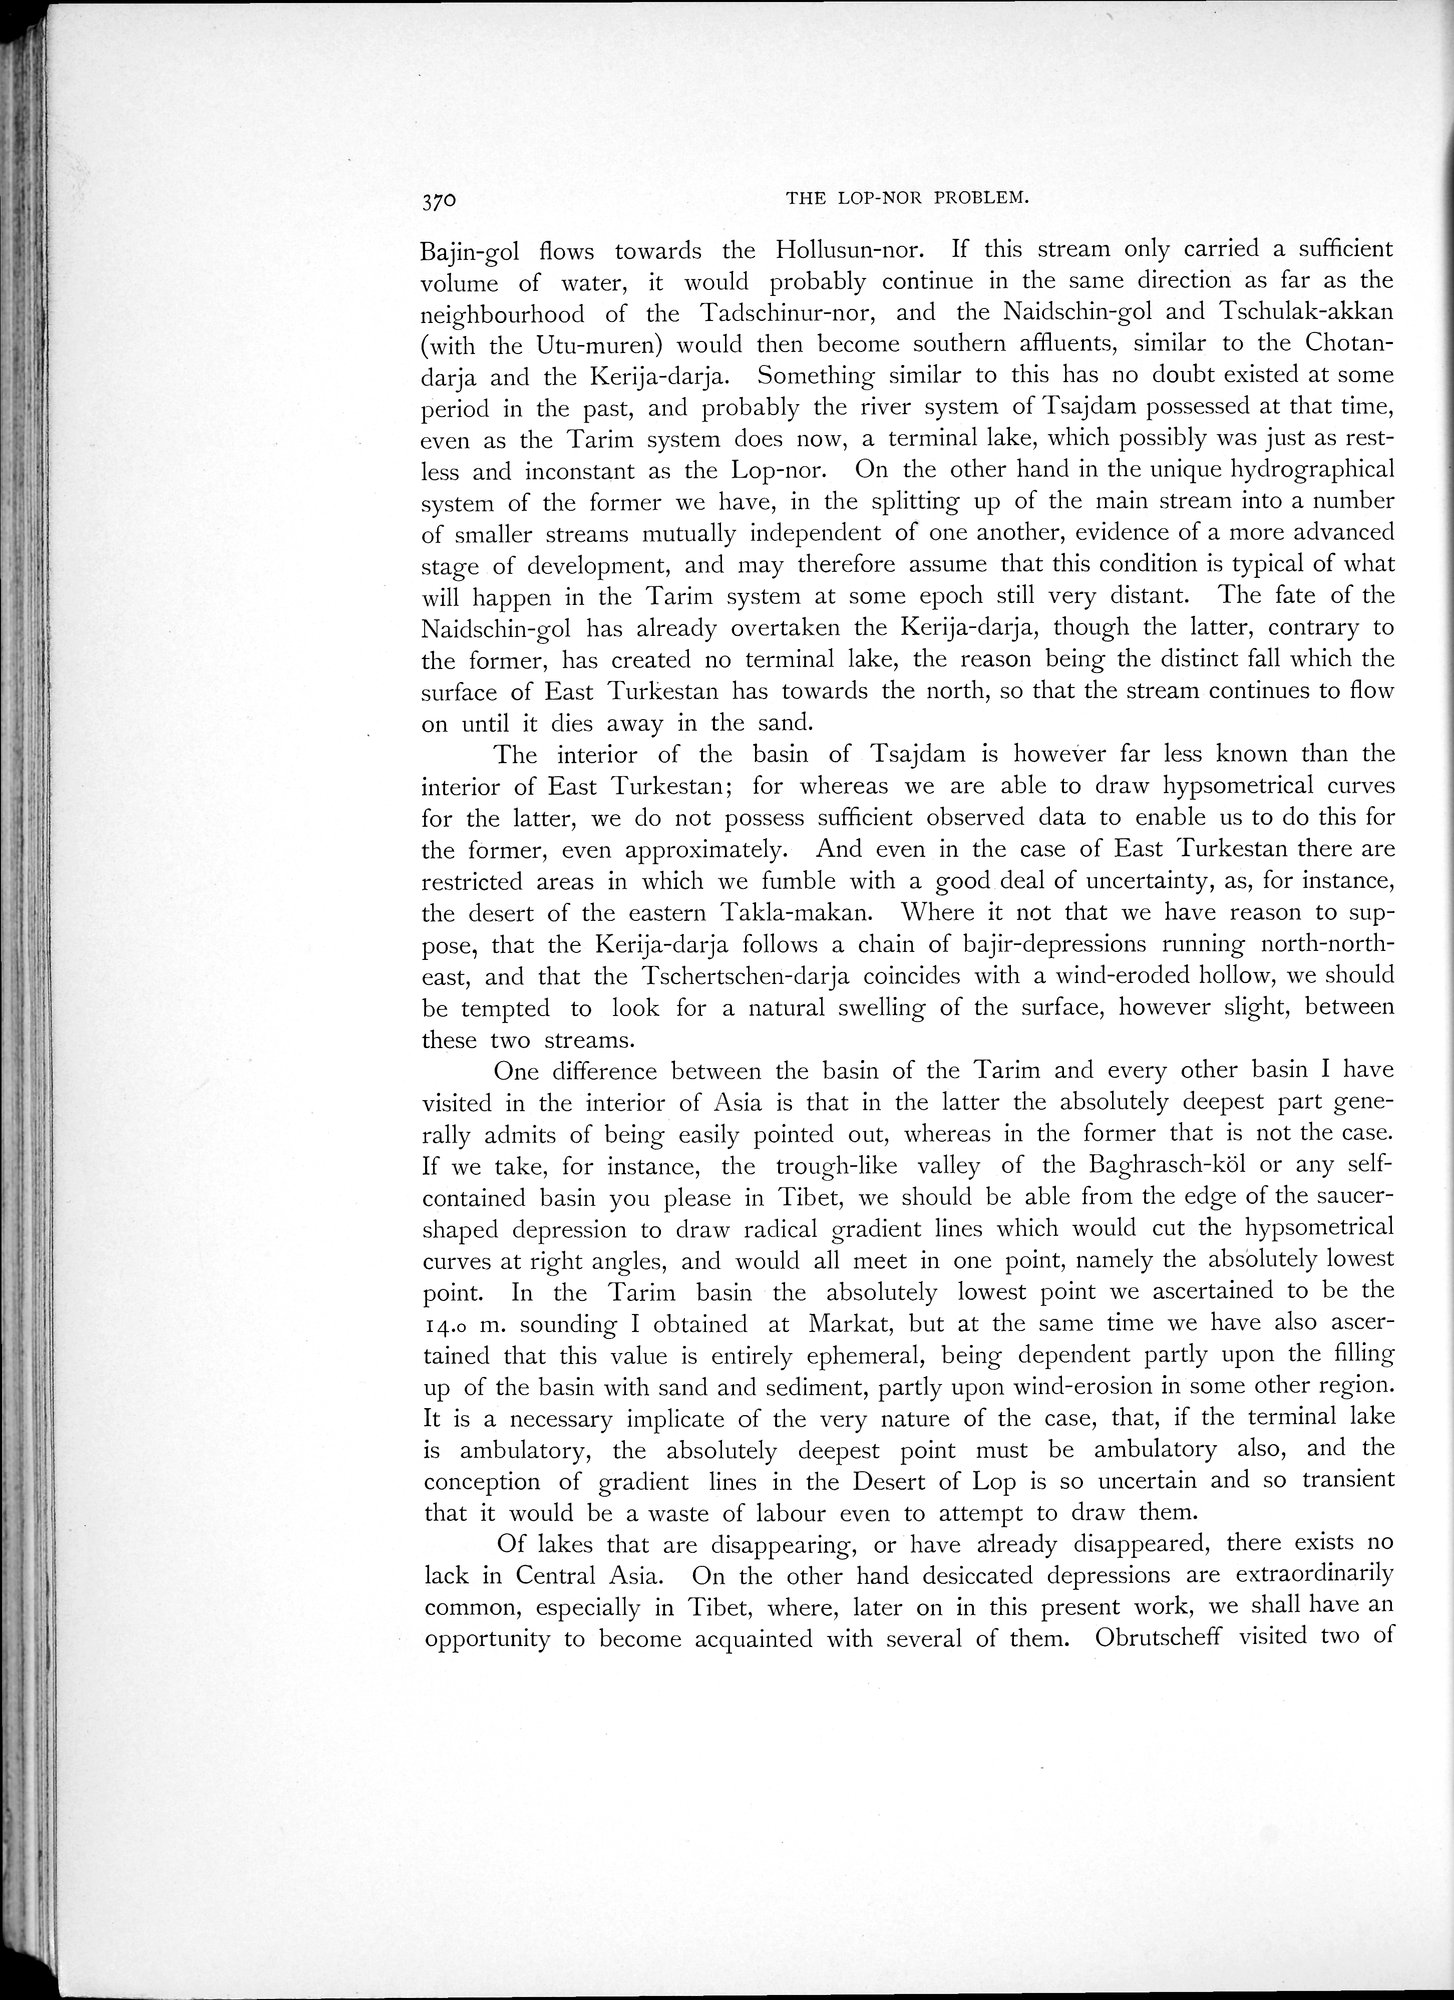 370 THE LOP-NOR PROBLEM.
Bajin-gol flows towards the Hollusun-nor. If this stream only carried a sufficient
volume of water, it would probably continue in the same direction as far as the
neighbourhood of the Tadschinur-nor, and the Naidschin-gol and Tschulak-akkan
(with the Utu-muren) would then become southern affluents, similar to the Chotan-
darja and the Kerija-darja. Something similar to this has no doubt existed at some
period in the past, and probably the river system of Tsajdam possessed at that time,
even as the Tarim system does now, a terminal lake, which possibly was just as rest-
less and inconstant as the Lop-nor. On the other hand in the unique hydrographical
system of the former we have, in the splitting up of the main stream into a number
of smaller streams mutually independent of one another, evidence of a more advanced
stage of development, and may therefore assume that this condition is typical of what
will happen in the Tarim system at some epoch still very distant. The fate of the
Naidschin-gol has already overtaken the Kerija-darja, though the latter, contrary to
the former, has created no terminal lake, the reason being the distinct fall which the
surface of East Turkestan has towards the north, so that the stream continues to flow
on until it dies away in the sand.
The interior of the basin of Tsajdam is however far less known than the
interior of East Turkestan; for whereas we are able to draw hypsometrical curves
for the latter, we do not possess sufficient observed data to enable us to do this for
the former, even approximately. And even in the case of East Turkestan there are
restricted areas in which we fumble with a good deal of uncertainty, as, for instance,
the desert of the eastern Takla-makan. Where it not that we have reason to sup-
pose, that the Kerija-darja follows a chain of bajir-depressions running north-north-
east, and that the Tschertschen-darja coincides with a wind-eroded hollow, we should
be tempted to look for a natural swelling of the surface, however slight, between
these two streams.
One difference between the basin of the Tarim and every other basin I have
visited in the interior of Asia is that in the latter the absolutely deepest part gene-
rally admits of being easily pointed out, whereas in the former that is not the case.
If we take, for instance, the trough-like valley of the Baghrasch-köl or any self-
contained basin you please in Tibet, we should be able from the edge of the saucer-
shaped depression to draw radical gradient lines which would cut the hypsometrical
curves at right angles, and would all meet in one point, namely the absolutely lowest
point. In the Tarim basin the absolutely lowest point we ascertained to be the
14.0 m. sounding I obtained at Markat, but at the same time we have also ascer-
tained that this value is entirely ephemeral, being dependent partly upon the filling
up of the basin with sand and sediment, partly upon wind-erosion in some other region.
It is a necessary implicate of the very nature of the case, that, if the terminal lake
is ambulatory, the absolutely deepest point must be ambulatory also, and the
conception of gradient lines in the Desert of Lop is so uncertain and so transient
that it would be a waste of labour even to attempt to draw them.
Of lakes that are disappearing, or have already disappeared, there exists no
lack in Central Asia. On the other hand desiccated depressions are extraordinarily
common, especially in Tibet, where, later on in this present work, we shall have an
opportunity to become acquainted with several of them. Obrutscheff visited two of